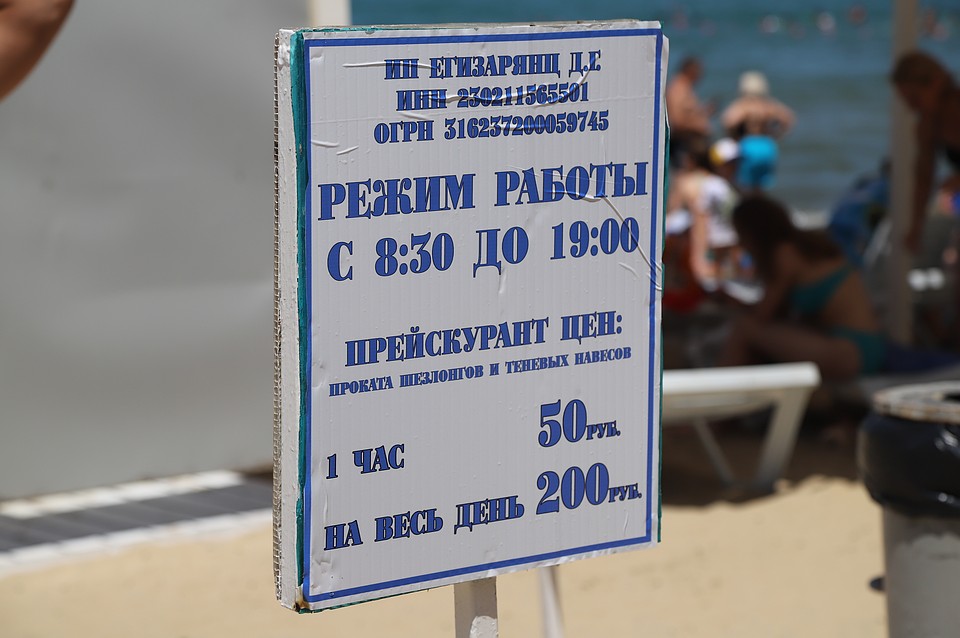 ИП ЕГИЗАРЯНЦ Д.Е
ИНН 230211565501
ОГРН 316237200059745
РЕЖИМ РАБОТЫ
С 8:30 ДО 19:00
ПРЕЙСКУРАНТ ЦЕН:
ПРОКАТА ШЕЗЛОНГОВ И ТЕНЕВЫХ НАВЕСОВ
1 ЧАС 50РУБ.
НА ВЕСЬ ДЕНЬ 200РУБ.